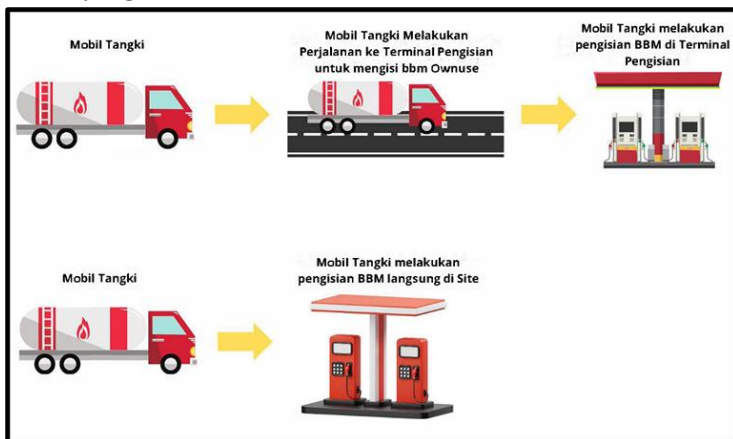 Mobil Tangki
Mobil Tangki Melakukan
Perjalanan ke Terminal Pengisian
untuk mengisi bbm Ownuse
Mobil Tangki melakukan
pengisian BBM di Terminal
Pengisian
Mobil Tangki
Mobil Tangki melakukan
pengisian BBM langsung di Site